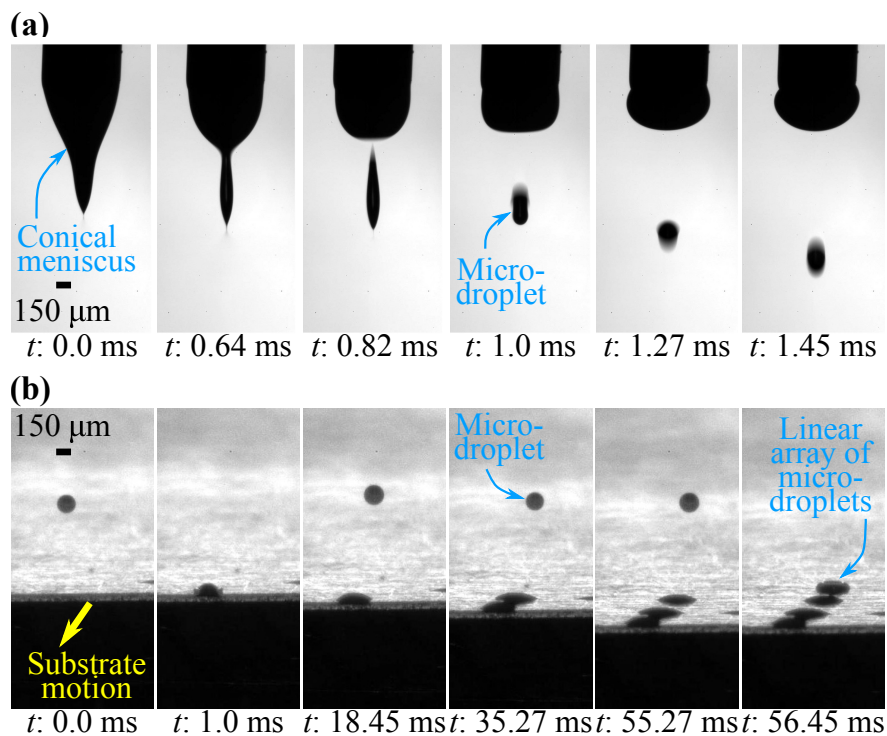 (a)
Conical
meniscus
150 μm
Micro-
droplet
t: 0.0 ms
t: 0.64 ms
t: 0.82 ms
t: 1.0 ms
t: 1.27 ms
t: 1.45 ms
(b)
150 μm
Micro-
droplet
Linear
array of
micro-
droplets
Substrate
motion
t: 0.0 ms
t: 1.0 ms
t: 18.45 ms
t: 35.27 ms
t: 55.27 ms
t: 56.45 ms